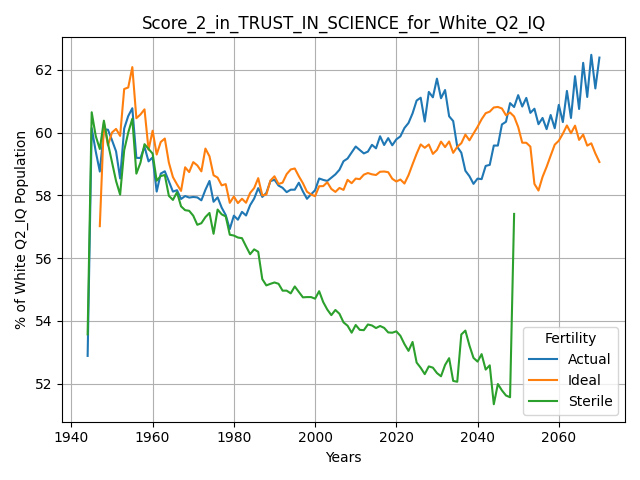 Score_2_in_TRUST_IN_SCIENCE_for_White_Q2_IQ
% of White Q2_IQ Population
62
60
58
56
54
52
1940
1960
1980
2000
2020
2040
2060
Years
Fertility
Actual
Ideal
Sterile